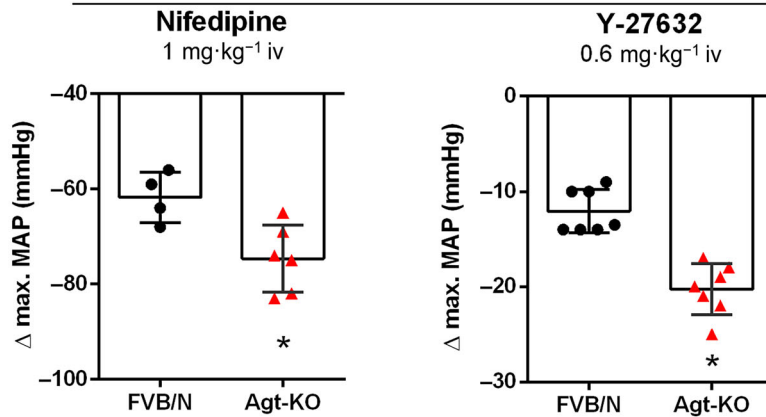 Nifedipine
1 mg·kg⁻¹ iv
Δ max. MAP (mmHg)
–40
–60
–80
–100
*
FVB/N Agt-KO
Y-27632
0.6 mg·kg⁻¹ iv
Δ max. MAP (mmHg)
0
–10
–20
–30
*
FVB/N Agt-KO